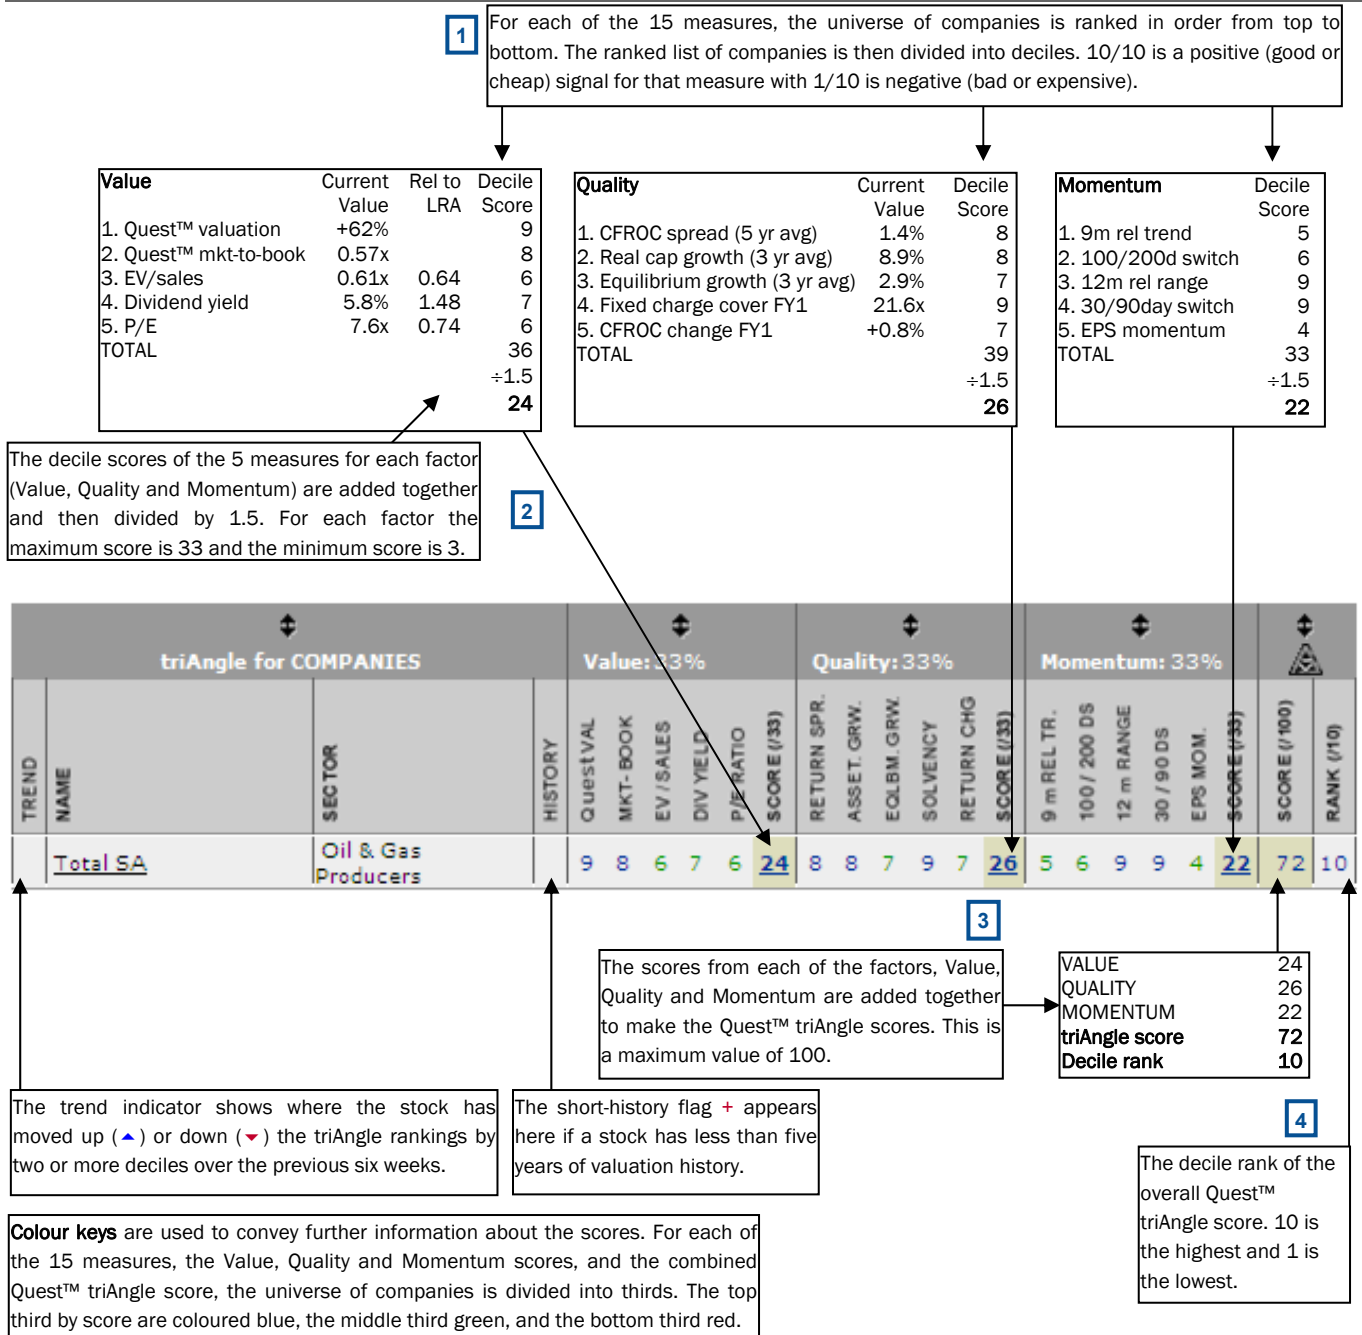 1
For each of the 15 measures, the universe of companies is ranked in order from top to
bottom. The ranked list of companies is then divided into deciles. 10/10 is a positive (good or
cheap) signal for that measure with 1/10 is negative (bad or expensive).
Value Current Rel to Decile
Value LRA Score
1. Quest™ valuation +62% 9
2. Quest™ mkt-to-book 0.57x 8
3. EV/sales 0.61x 0.64 6
4. Dividend yield 5.8% 1.48 7
5. P/E 7.6x 0.74 6
TOTAL 36
÷1.5
24
Quality Current Decile
Value Score
1. CFROC spread (5 yr avg) 1.4% 8
2. Real cap growth (3 yr avg) 8.9% 8
3. Equilibrium growth (3 yr avg) 2.9% 7
4. Fixed charge cover FY1 21.6x 9
5. CFROC change FY1 +0.8% 7
TOTAL 39
÷1.5
26
Momentum Decile
Score
1. 9m rel trend 5
2. 100/200d switch 6
3. 12m rel range 9
4. 30/90day switch 9
5. EPS momentum 4
TOTAL 33
÷1.5
22
The decile scores of the 5 measures for each factor
(Value, Quality and Momentum) are added together
and then divided by 1.5. For each factor the
maximum score is 33 and the minimum score is 3.
2
triAngle for COMPANIES Value: 33% Quality: 33% Momentum: 33%
TREND NAME SECTOR HISTORY QuestVAL MKT- BOOK EV / SALES DIV YIELD P/E RATIO SCORE (/33) RETURN SPR. ASSET. GRW. EQLBM. GRW. SOLVENCY RETURN CHG SCORE (/33) 9 m REL TR. 100 / 200 DS 12 m RANGE 30 / 90 DS EPS MOM. SCORE (/33) SCORE (/100) RANK (/10)
Total SA Oil & Gas Producers 9 8 6 7 6 24 8 8 7 9 7 26 5 6 9 9 4 22 72 10
3
The scores from each of the factors, Value,
Quality and Momentum are added together
to make the Quest™ triAngle scores. This is
a maximum value of 100.
VALUE 24
QUALITY 26
MOMENTUM 22
triAngle score 72
Decile rank 10
The trend indicator shows where the stock has
moved up (▲) or down (▼) the triAngle rankings by
two or more deciles over the previous six weeks.
The short-history flag + appears
here if a stock has less than five
years of valuation history.
4
The decile rank of the
overall Quest™
triAngle score. 10 is
the highest and 1 is
the lowest.
Colour keys are used to convey further information about the scores. For each of
the 15 measures, the Value, Quality and Momentum scores, and the combined
Quest™ triAngle score, the universe of companies is divided into thirds. The top
third by score are coloured blue, the middle third green, and the bottom third red.